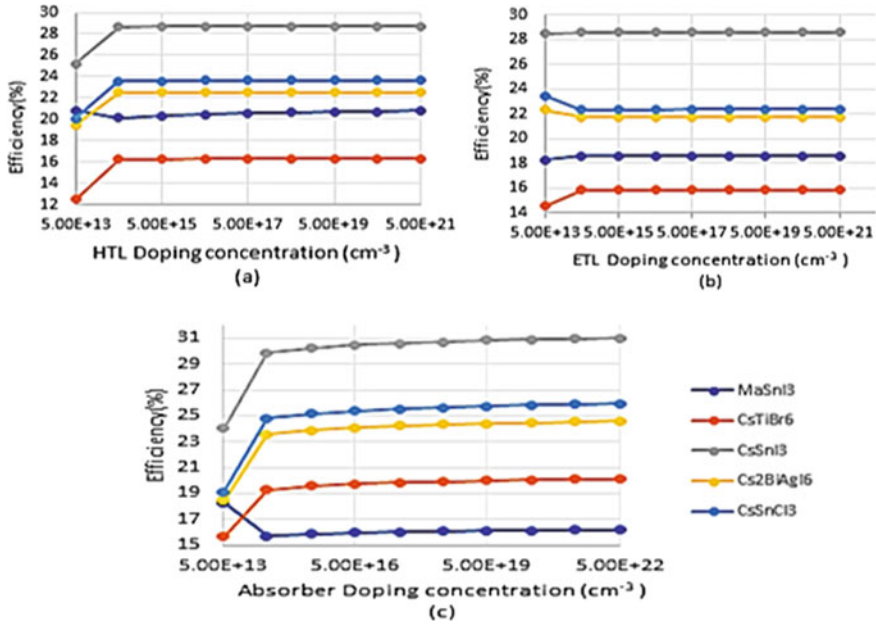 30
28
26
24
22
20
18
16
14
12
Efficiency(%)
5.00E+13 5.00E+15 5.00E+17 5.00E+19 5.00E+21
HTL Doping concentration (cm-3 )
(a)
30
28
26
24
22
20
18
16
14
Efficiency(%)
5.00E+13 5.00E+15 5.00E+17 5.00E+19 5.00E+21
ETL Doping concentration (cm-3 )
(b)
31
29
27
25
23
21
19
17
15
Efficiency(%)
5.00E+13 5.00E+16 5.00E+19 5.00E+22
Absorber Doping concentration (cm-3 )
(c)
MaSnI3
CsTiBr6
CsSnI3
Cs2BiAgI6
CsSnCl3